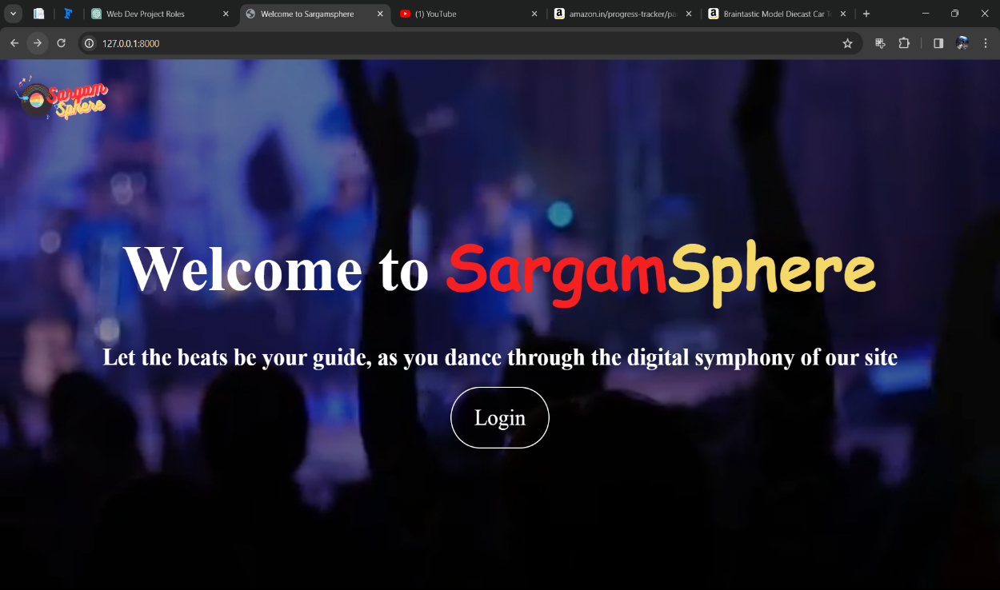 Web Dev Project Roles
Welcome to Sargamsphere
(1) YouTube
amazon.in/progress-tracker/pa
Braintastic Model Diecast Car
127.0.0.1:8000
Sargam
Sphere
Welcome to SargamSphere
Let the beats be your guide, as you dance through the digital symphony of our site
Login